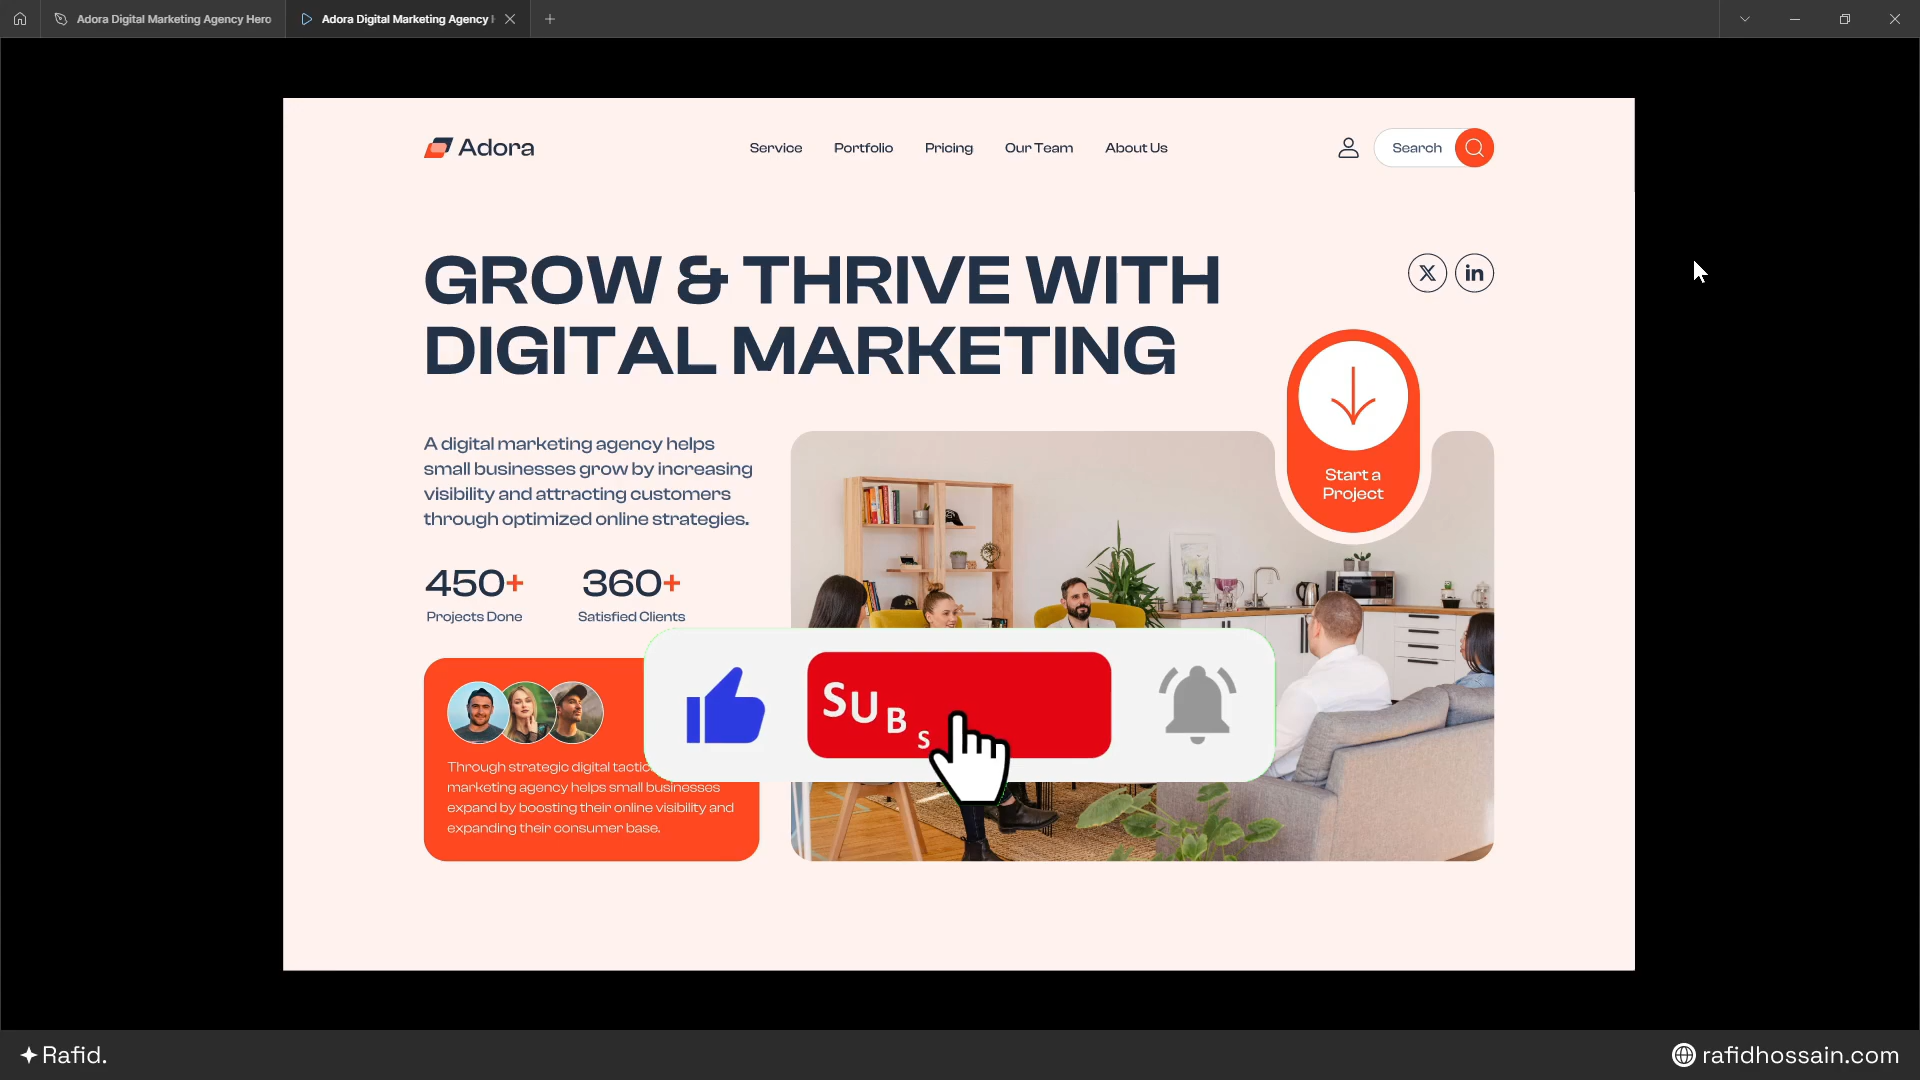 Adora Digital Marketing Agency Hero
Adora Digital Marketing Agency
Adora
Service
Portfolio
Pricing
Our Team
About Us
Search
GROW & THRIVE WITH
DIGITAL MARKETING
X
in
Start a
Project
A digital marketing agency helps
small businesses grow by increasing
visibility and attracting customers
through optimized online strategies.
450+
360+
Projects Done
Satisfied Clients
SUBS
Through strategic digital tactic
marketing agency helps small businesses
expand by boosting their online visibility and
expanding their consumer base.
Rafid.
rafidhossain.com